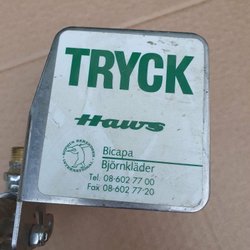 TRYCK
Haws
Bicapa
Björnkläder
Tel. 08-602 77 00
Fax 08-602 77 20